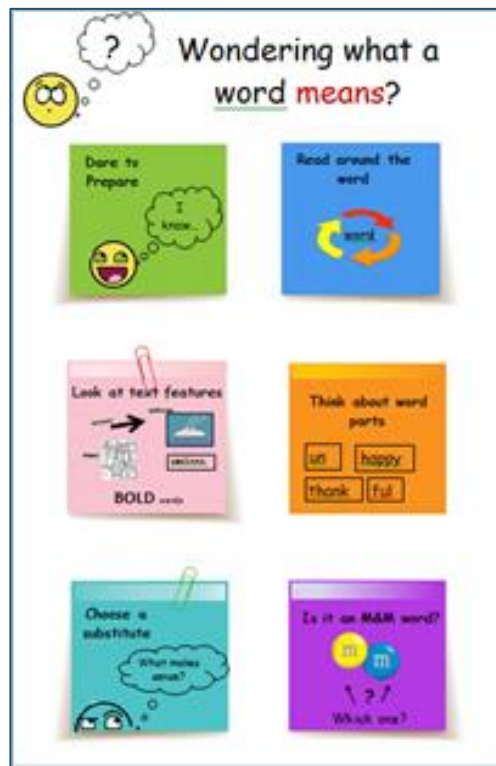 ?
Wondering what a
word means?
Dare to
Prepare
I
know...
Read around the
word
word
Look at text features
BOLD words
Think about word
parts
un happy
thank ful
Choose a
substitute
What makes
sense?
Is it an M&M word?
m m
?
Which one?